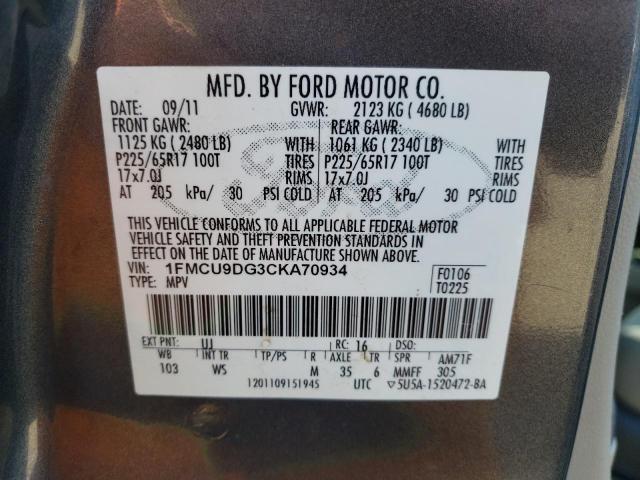 MFD. BY FORD MOTOR CO.
DATE: 09/11 GVWR: 2123 KG ( 4680 LB)
FRONT GAWR: REAR GAWR:
1125 KG ( 2480 LB) WITH 1061 KG ( 2340 LB) WITH
P225/65R17 100T TIRES P225/65R17 100T TIRES
17x7.0J RIMS 17x7.0J RIMS
AT 205 kPa/ 30 PSI COLD AT 205 kPa/ 30 PSI COLD
THIS VEHICLE CONFORMS TO ALL APPLICABLE FEDERAL MOTOR
VEHICLE SAFETY AND THEFT PREVENTION STANDARDS IN
EFFECT ON THE DATE OF MANUFACTURE SHOWN ABOVE.
VIN: 1FMCU9DG3CKA70934 F0106
TYPE: MPV T0225
EXT PNT: UJ RC: 16 DSO:
WB INT TR TP/PS R AXLE TR SPR AM71F
103 WS M 35 6 MMFF 305
1201109151945 UTC ▽5U5A-1520472-BA